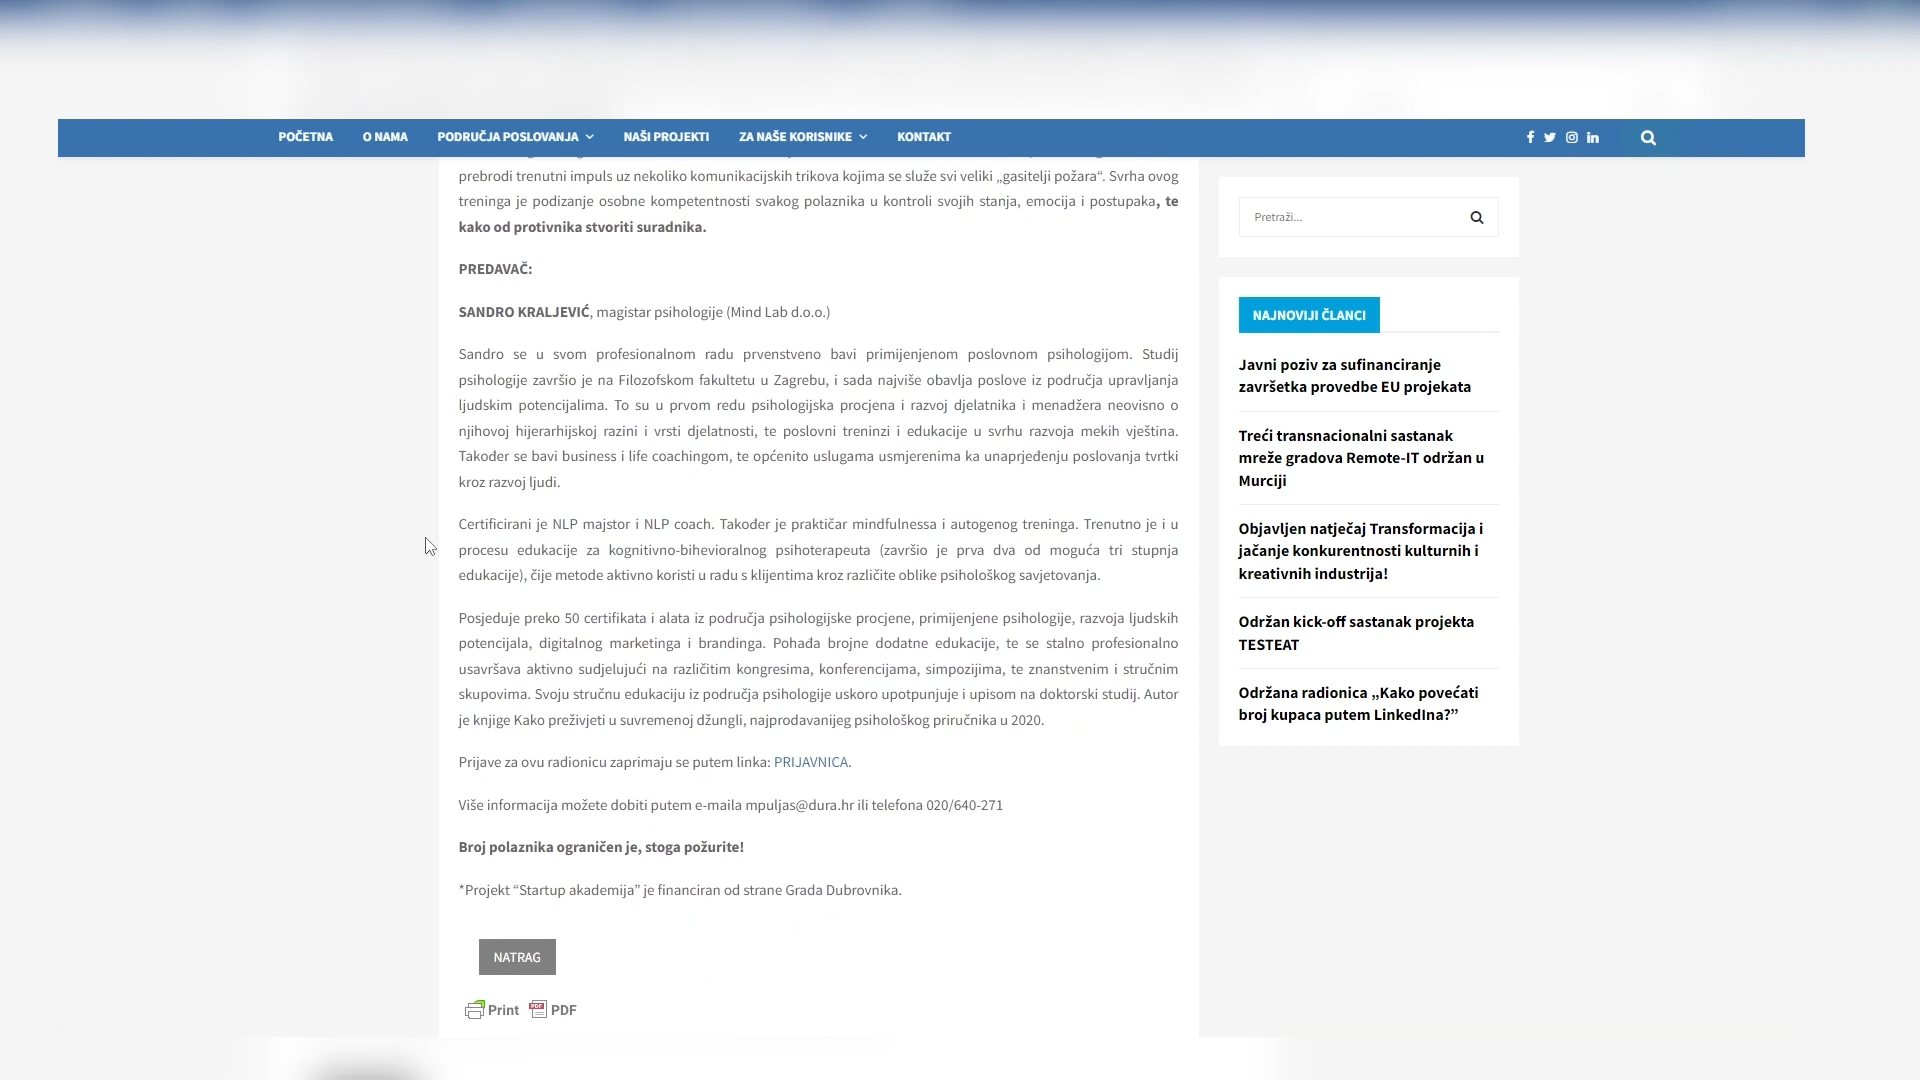 POČETNA O NAMA PODRUČJA POSLOVANJA NAŠI PROJEKTI ZA NAŠE KORISNIKE KONTAKT
prebrodi trenutni impuls uz nekoliko komunikacijskih trikova kojima se služe svi veliki „gasitelji požara“. Svrha ovog
treninga je podizanje osobne kompetentnosti svakog polaznika u kontroli svojih stanja, emocija i postupaka, te
kako od protivnika stvoriti suradnika.
PREDAVAČ:
SANDRO KRALJEVIĆ, magistar psihologije (Mind Lab d.o.o.)
Sandro se u svom profesionalnom radu prvenstveno bavi primijenjenom poslovnom psihologijom. Studij
psihologije završio je na Filozofskom fakultetu u Zagrebu, i sada najviše obavlja poslove iz područja upravljanja
ljudskim potencijalima. To su u prvom redu psihologijska procjena i razvoj djelatnika i menadžera neovisno o
njihovoj hijerarhijskoj razini i vrsti djelatnosti, te poslovni treninzi i edukacije u svrhu razvoja mekih vještina.
Također se bavi business i life coachingom, te općenito uslugama usmjerenima ka unaprjeđenju poslovanja tvrtki
kroz razvoj ljudi.
Certificirani je NLP majstor i NLP coach. Također je praktičar mindfulnessa i autogenog treninga. Trenutno je i u
procesu edukacije za kognitivno-bihevioralnog psihoterapeuta (završio je prva dva od moguća tri stupnja
edukacije), čije metode aktivno koristi u radu s klijentima kroz različite oblike psihološkog savjetovanja.
Posjeduje preko 50 certifikata i alata iz područja psihologijske procjene, primijenjene psihologije, razvoja ljudskih
potencijala, digitalnog marketinga i brandinga. Pohađa brojne dodatne edukacije, te se stalno profesionalno
usavršava aktivno sudjelujući na različitim kongresima, konferencijama, simpozijima, te znanstvenim i stručnim
skupovima. Svoju stručnu edukaciju iz područja psihologije uskoro upotpunjuje i upisom na doktorski studij. Autor
je knjige Kako preživjeti u suvremenoj džungli, najprodavanijeg psihološkog priručnika u 2020.
Prijave za ovu radionicu zaprimaju se putem linka: PRIJAVNICA.
Više informacija možete dobiti putem e-maila mpuljas@dura.hr ili telefona 020/640-271
Broj polaznika ograničen je, stoga požurite!
*Projekt “Startup akademija” je financiran od strane Grada Dubrovnika.
NATRAG
Print PDF
Pretraži...
NAJNOVIJI ČLANCI
Javni poziv za sufinanciranje
završetka provedbe EU projekata
Treći transnacionalni sastanak
mreže gradova Remote-IT održan u
Murciji
Objavljen natječaj Transformacija i
jačanje konkurentnosti kulturnih i
kreativnih industrija!
Održan kick-off sastanak projekta
TESTEAT
Održana radionica „Kako povećati
broj kupaca putem LinkedIna?”